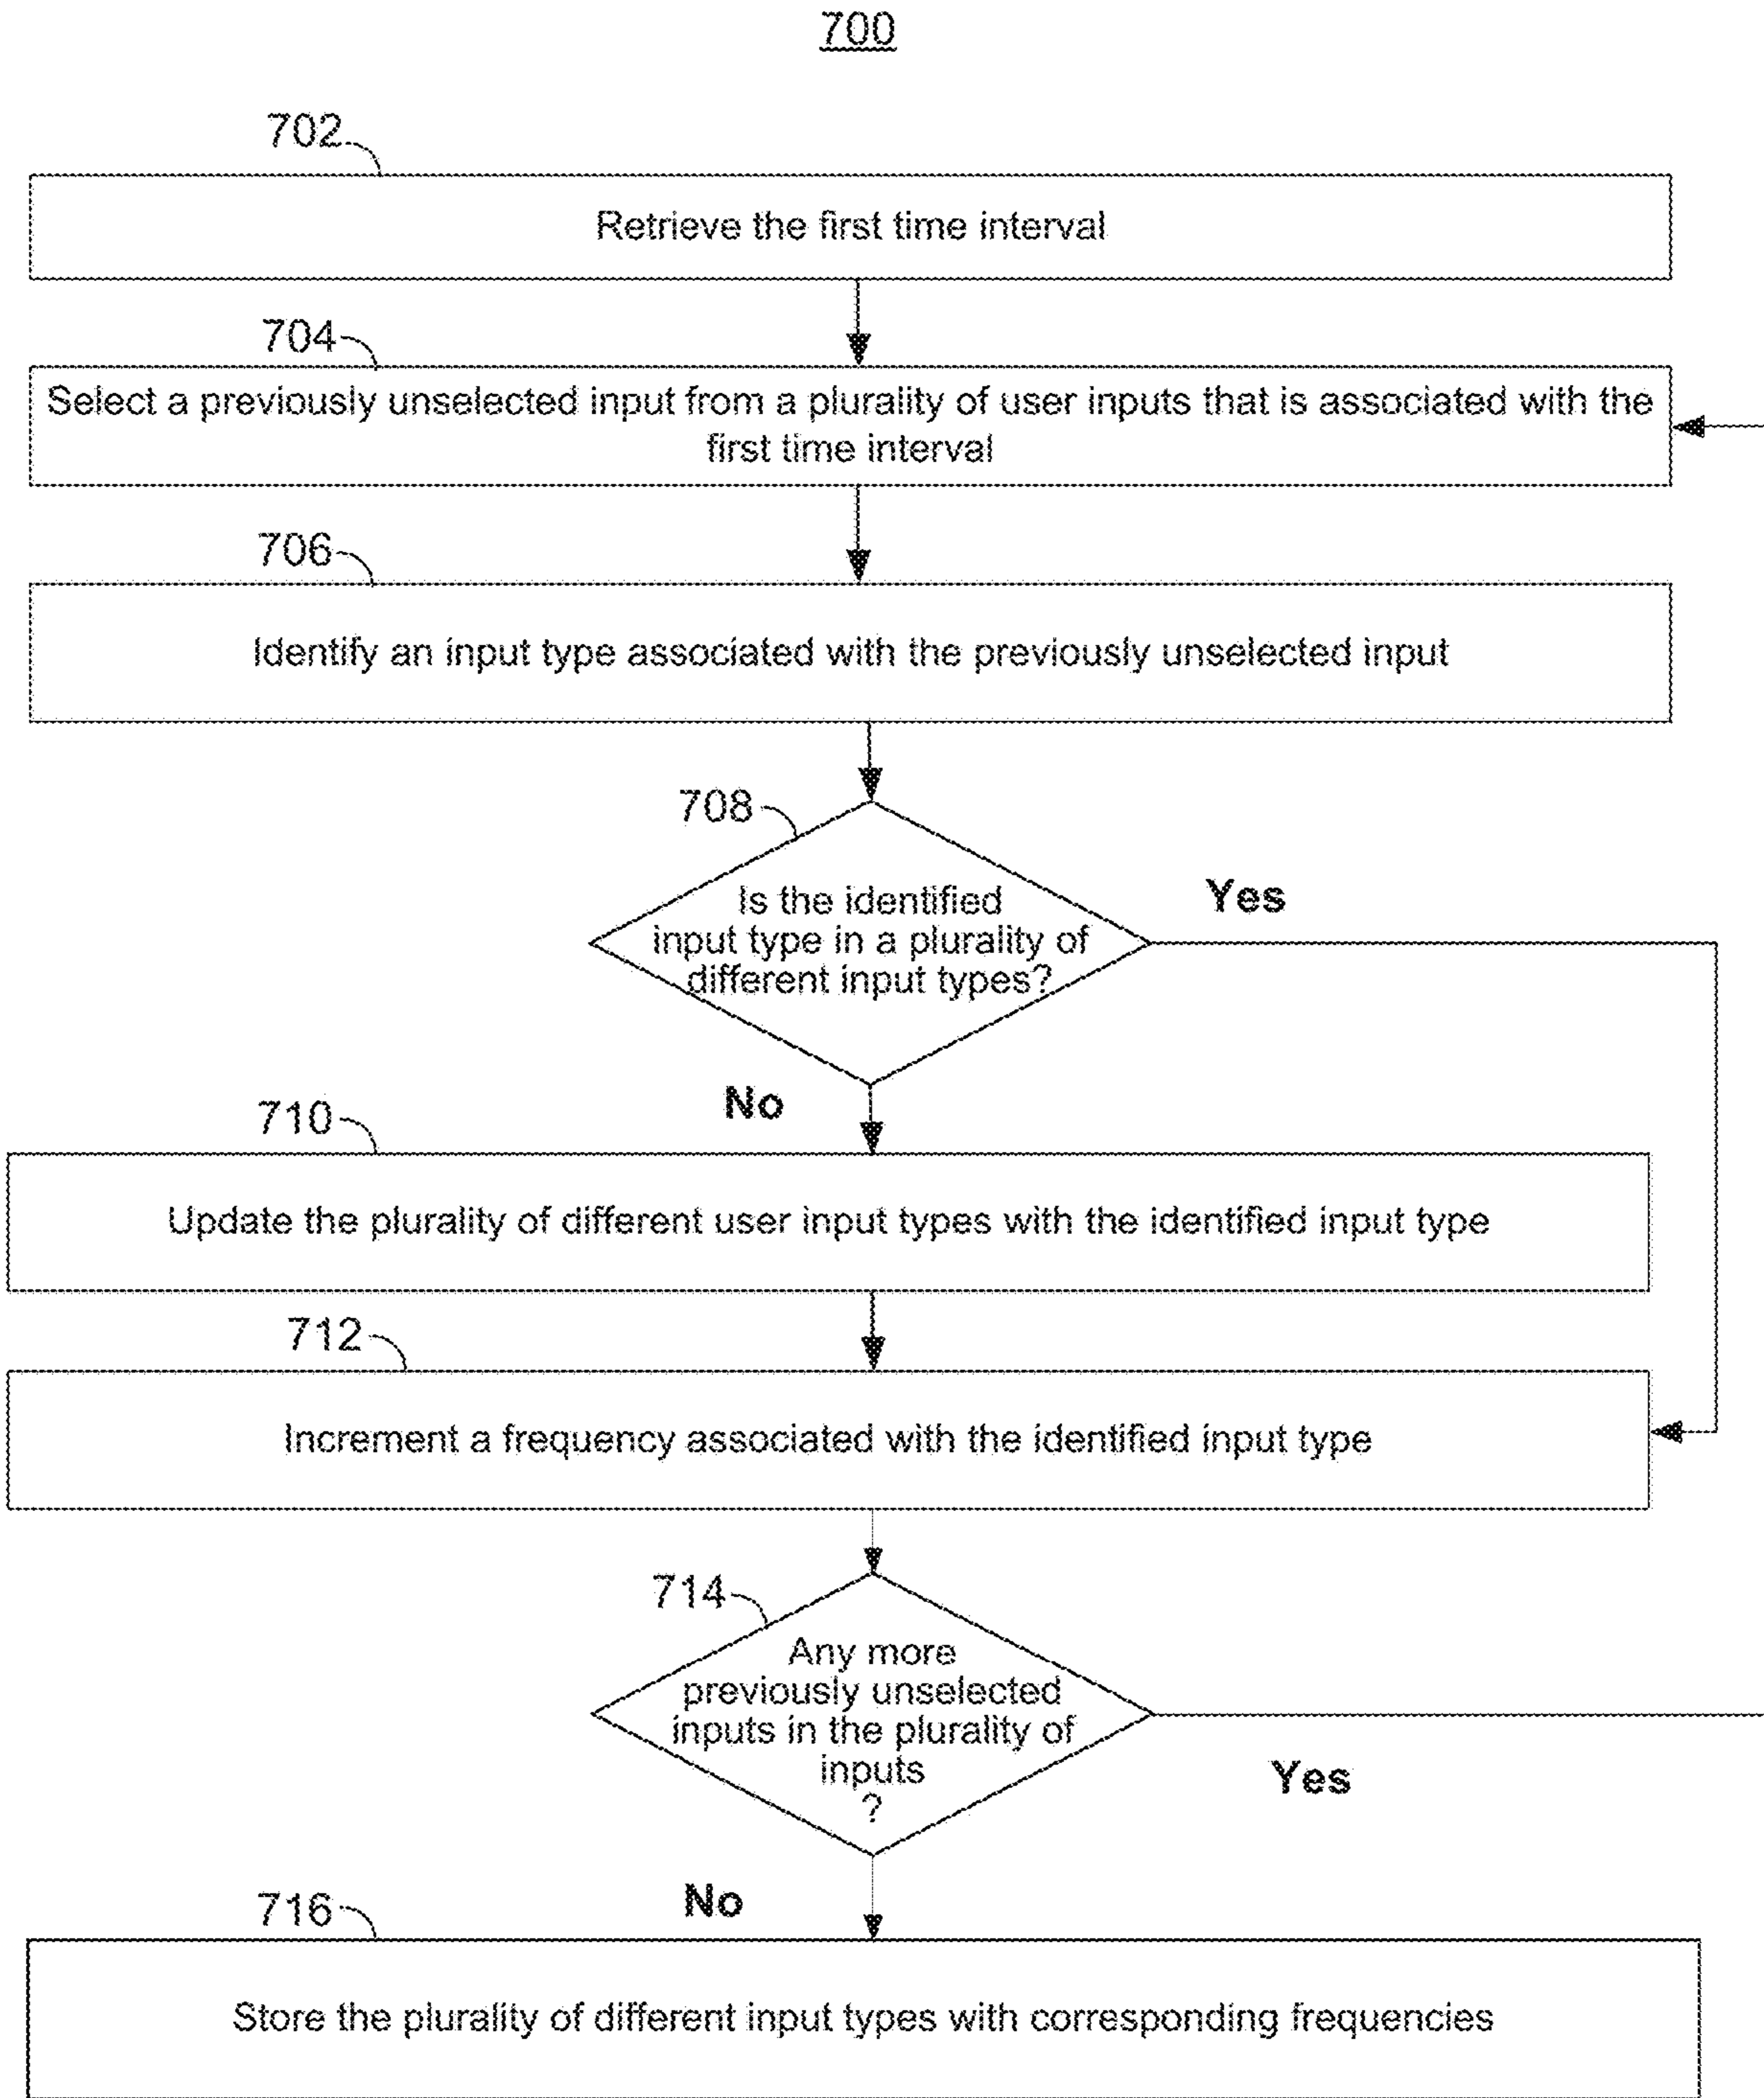 700
702
Retrieve the first time interval
704
Select a previously unselected input from a plurality of user inputs that is associated with the
first time interval
706
Identify an input type associated with the previously unselected input
708
Is the identified
input type in a plurality of
different input types?
Yes
No
710
Update the plurality of different user input types with the identified input type
712
Increment a frequency associated with the identified input type
714
Any more
previously unselected
inputs in the plurality of
inputs
?
Yes
No
716
Store the plurality of different input types with corresponding frequencies